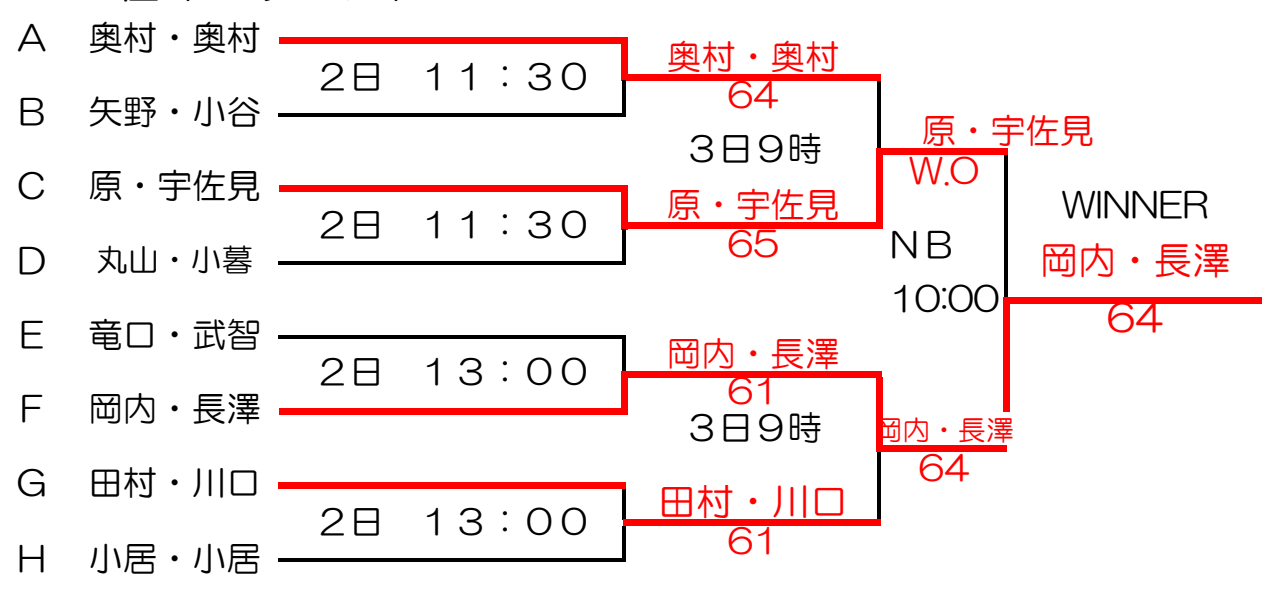 A 奥村・奥村
2日 11：30
B 矢野・小谷
奥村・奥村
64
3日9時
C 原・宇佐見
2日 11：30
D 丸山・小暮
原・宇佐見
65
原・宇佐見
W.O
NB
10:00
WINNER
岡内・長澤
64
E 竜口・武智
2日 13：00
F 岡内・長澤
岡内・長澤
61
3日9時
岡内・長澤
64
G 田村・川口
2日 13：00
H 小居・小居
田村・川口
61